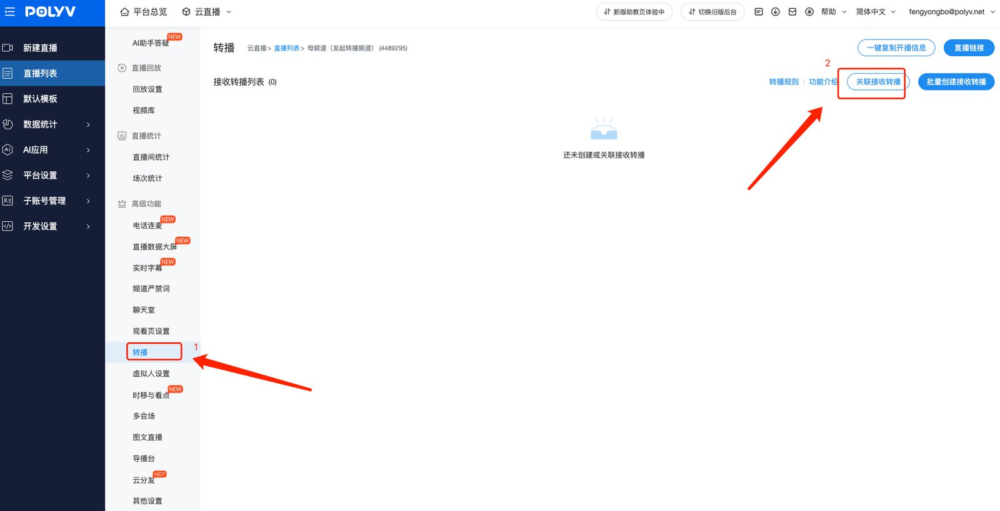 POLYV
平台总览
云直播
新版助教页体验中
切换旧版后台
帮助
简体中文
fengyongbo@polyv.net
新建直播
直播列表
默认模板
数据统计
AI应用
平台设置
子账号管理
开发设置
AI助手答疑 NEW
直播回放
回放设置
视频库
直播统计
直播间统计
场次统计
高级功能
电话连麦 NEW
直播数据大屏 NEW
实时字幕 NEW
频道严禁词
聊天室
观看页设置
转播
1
虚拟人设置
时移与看点 NEW
多会场
图文直播
导播台
云分发 HOT
其他设置
转播 云直播> 直播列表> 母频道（发起转播频道） (4489295)
一键复制开播信息
直播链接
2
接收转播列表 (0)
转播规则
功能介绍
关联接收转播
批量创建接收转播
还未创建或关联接收转播